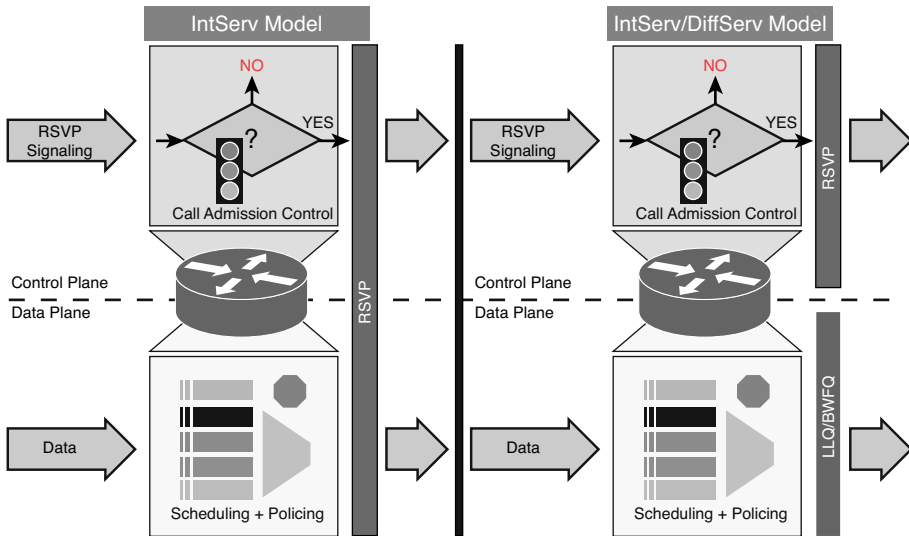 IntServ Model
NO
YES
?
RSVP
Signaling
Call Admission Control
Control Plane
Data Plane
RSVP
Data
Scheduling + Policing
IntServ/DiffServ Model
NO
YES
?
RSVP
Signaling
Call Admission Control
RSVP
Control Plane
Data Plane
LLQ/BWFQ
Data
Scheduling + Policing